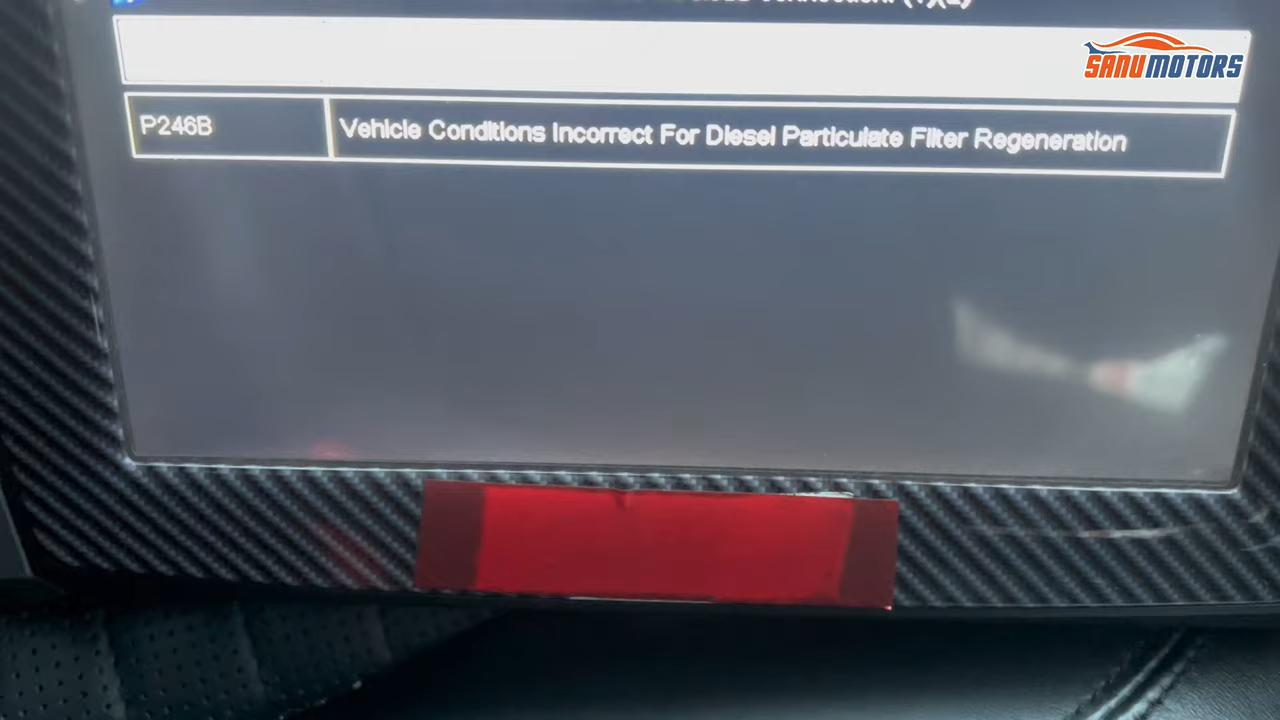 SANU MOTORS
P246B
Vehicle Conditions Incorrect For Diesel Particulate Filter Regeneration